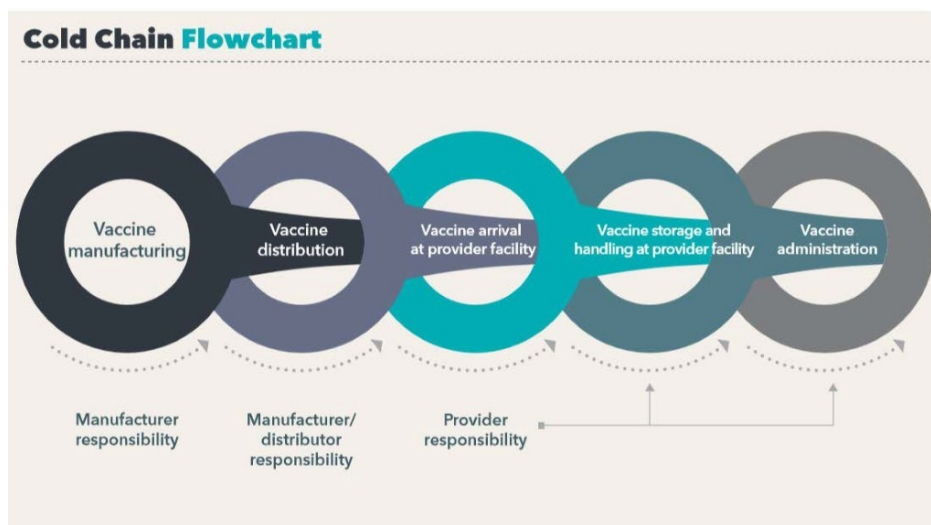 Cold Chain Flowchart
Vaccine
manufacturing
Vaccine
distribution
Vaccine arrival
at provider facility
Vaccine storage and
handling at provider facility
Vaccine
administration
Manufacturer
responsibility
Manufacturer/
distributor
responsibility
Provider
responsibility